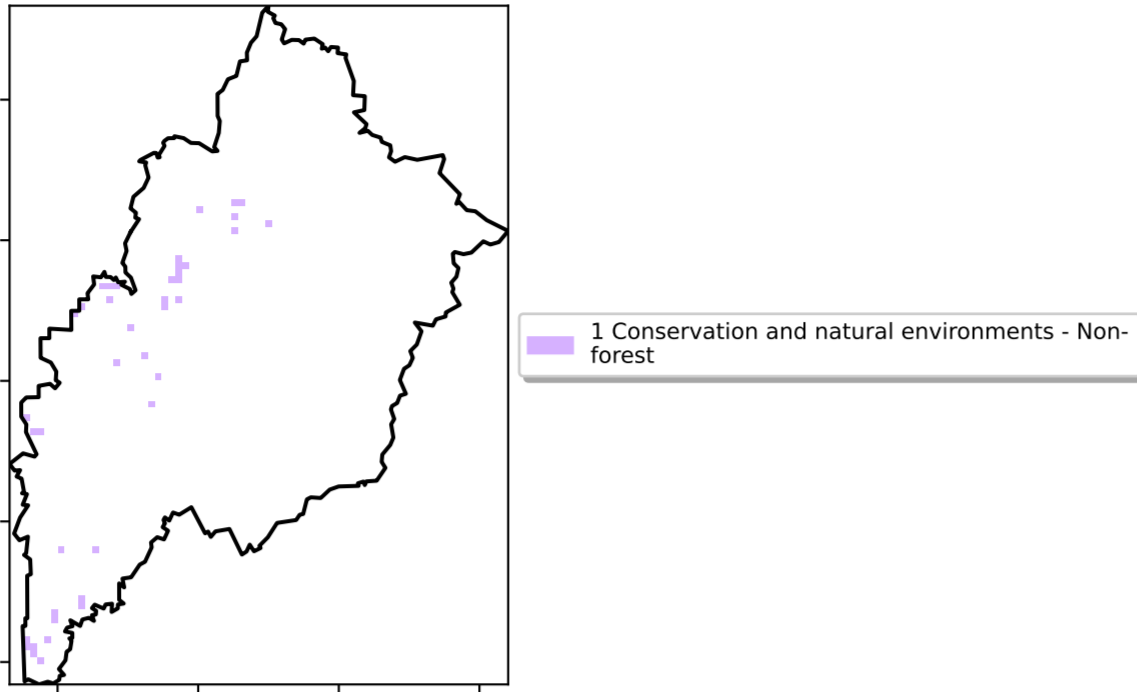 1 Conservation and natural environments - Non-
forest